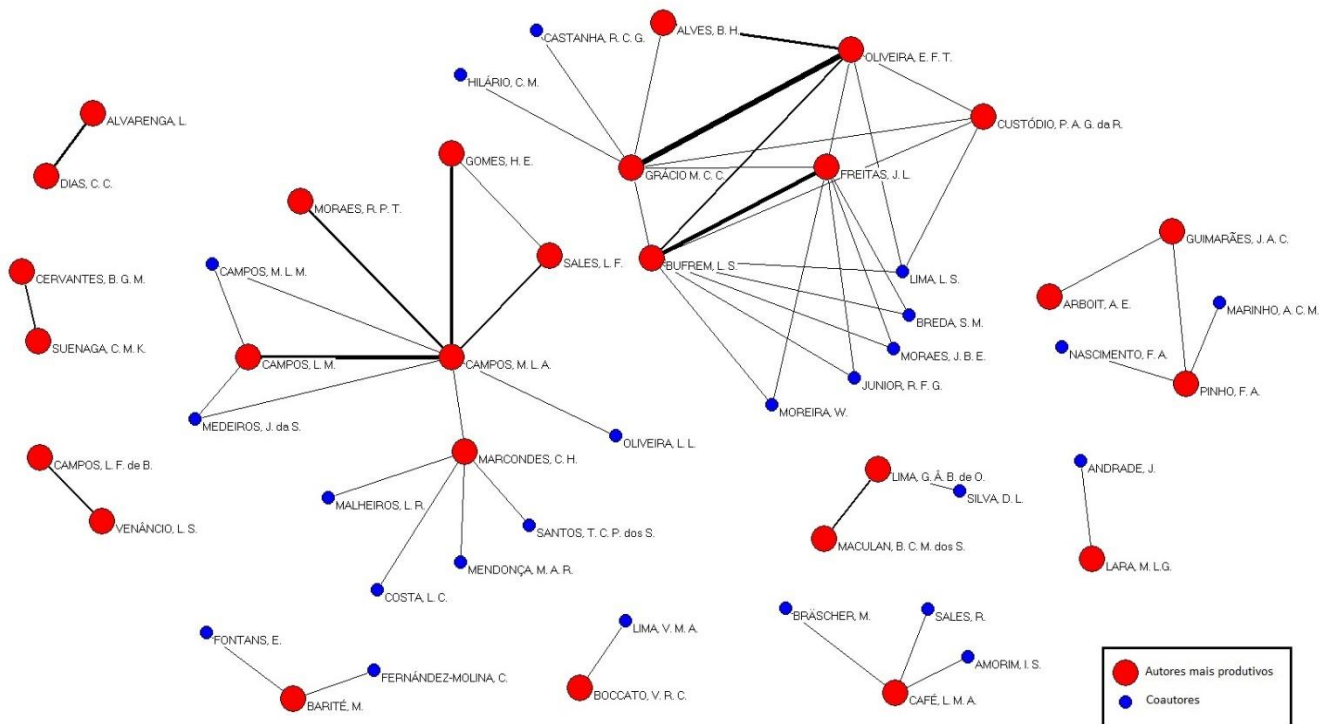 CASTANHA, R. C. G.
ALVES, B. H.
OLIVEIRA, E. F. T.
HILÁRIO, C. M.
ALVARENGA, L.
CUSTÓDIO, P. A. G. da R.
GOMES, H. E.
GRÁCIO M. C. C.
FREITAS, J. L.
DIAS, C. C.
MORAES, R. P. T.
GUIMARÃES, J. A. C.
SALES, L. F.
BUFREM, L. S.
CAMPOS, M. L. M.
LIMA, L. S.
CERVANTES, B. G. M.
ARBOIT, A. E.
MARINHO, A. C. M.
BREDA, S. M.
SUENAGA, C. M. K.
MORAES, J. B. E.
NASCIMENTO, F. A.
CAMPOS, L. M.
CAMPOS, M. L. A.
JUNIOR, R. F. G.
PINHO, F. A.
MOREIRA, W.
MEDEIROS, J. da S.
OLIVEIRA, L. L.
CAMPOS, L. F. de B.
MARCONDES, C. H.
ANDRADE, J.
LIMA, G. Â. B. de O.
SILVA, D. L.
MALHEIROS, L. R.
VENÂNCIO, L. S.
SANTOS, T. C. P. dos S.
MACULAN, B. C. M. dos S.
MENDONÇA, M. A. R.
LARA, M. L.G.
COSTA, L. C.
BRÄSCHER, M.
SALES, R.
LIMA, V. M. A.
FONTANS, E.
AMORIM, I. S.
FERNÁNDEZ-MOLINA, C.
BOCCATO, V. R. C.
CAFÉ, L. M. A.
BARITÉ, M.
Autores mais produtivos
Coautores